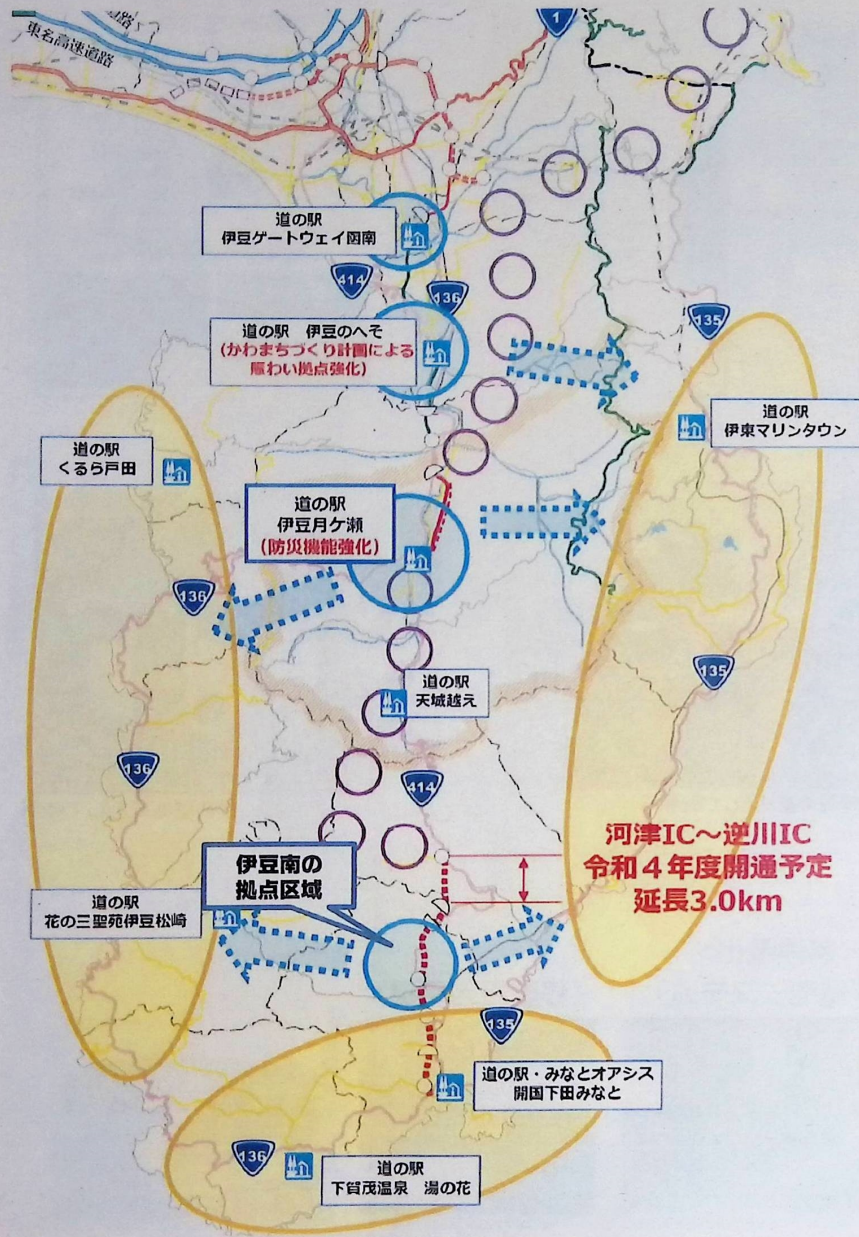 道路
東名高速道路
1
道の駅
伊豆ゲートウェイ函南
414
136
道の駅 伊豆のへそ
(かわまちづくり計画による
賑わい拠点強化)
135
道の駅
伊東マリンタウン
道の駅
くるら戸田
道の駅
伊豆月ケ瀬
(防災機能強化)
136
135
道の駅
天城越え
136
414
河津IC~逆川IC
令和4年度開通予定
延長3.0km
伊豆南の
拠点区域
道の駅
花の三聖苑伊豆松崎
135
道の駅・みなとオアシス
開国下田みなと
136
道の駅
下賀茂温泉 湯の花